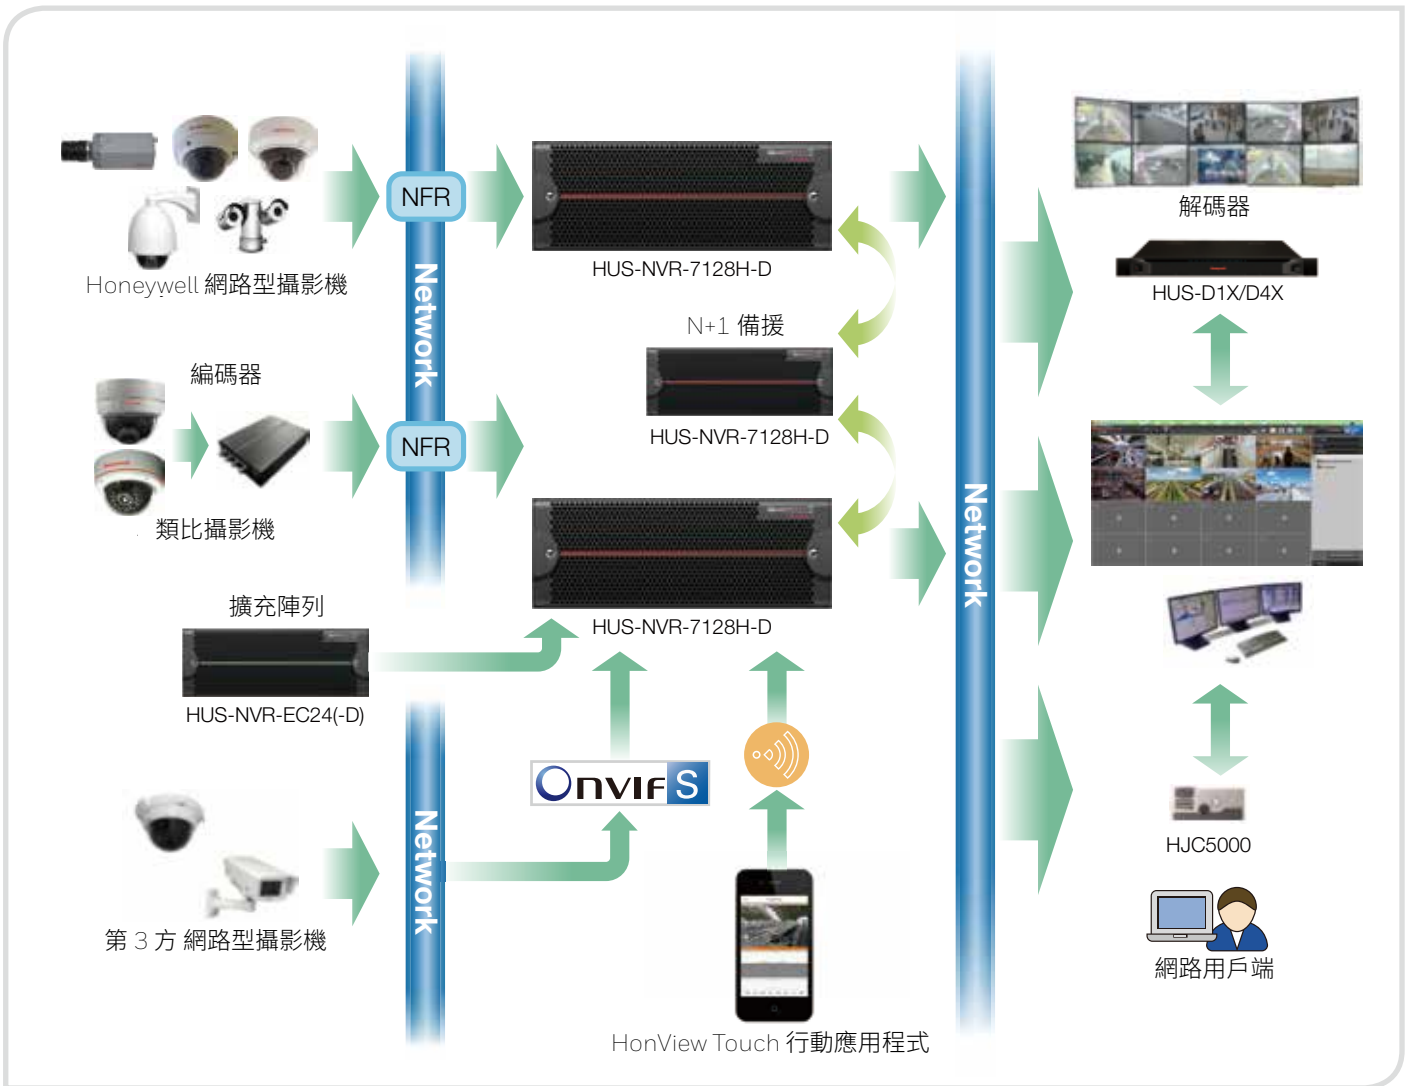 Honeywell 網路型攝影機
編碼器
類比攝影機
擴充陣列
HUS-NVR-EC24(-D)
第 3 方 網路型攝影機
NFR
Network
NFR
Network
HUS-NVR-7128H-D
N+1 備援
HUS-NVR-7128H-D
HUS-NVR-7128H-D
ONVIF S
HonView Touch 行動應用程式
Network
解碼器
HUS-D1X/D4X
HJC5000
網路用戶端